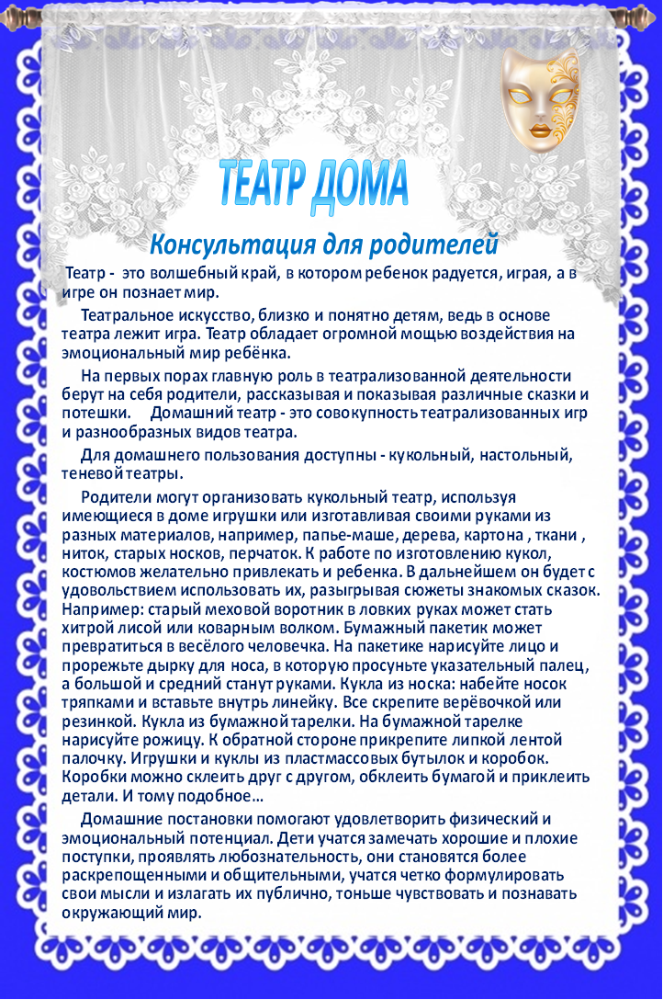 ТЕАТР ДОМА
Консультация для родителей
Театр - это волшебный край, в котором ребенок радуется, играя, а в
игре он познает мир.
Театральное искусство, близко и понятно детям, ведь в основе
театра лежит игра. Театр обладает огромной мощью воздействия на
эмоциональный мир ребёнка.
На первых порах главную роль в театрализованной деятельности
берут на себя родители, рассказывая и показывая различные сказки и
потешки. Домашний театр - это совокупность театрализованных игр
и разнообразных видов театра.
Для домашнего пользования доступны - кукольный, настольный,
теневой театры.
Родители могут организовать кукольный театр, используя
имеющиеся в доме игрушки или изготавливая своими руками из
разных материалов, например, папье-маше, дерева, картона , ткани ,
ниток, старых носков, перчаток. К работе по изготовлению кукол,
костюмов желательно привлекать и ребенка. В дальнейшем он будет с
удовольствием использовать их, разыгрывая сюжеты знакомых сказок.
Например: старый меховой воротник в ловких руках может стать
хитрой лисой или коварным волком. Бумажный пакетик может
превратиться в весёлого человечка. На пакетике нарисуйте лицо и
прорежьте дырку для носа, в которую просуньте указательный палец,
а большой и средний станут руками. Кукла из носка: набейте носок
тряпками и вставьте внутрь линейку. Все скрепите верёвочкой или
резинкой. Кукла из бумажной тарелки. На бумажной тарелке
нарисуйте рожицу. К обратной стороне прикрепите липкой лентой
палочку. Игрушки и куклы из пластмассовых бутылок и коробок.
Коробки можно склеить друг с другом, обклеить бумагой и приклеить
детали. И тому подобное...
Домашние постановки помогают удовлетворить физический и
эмоциональный потенциал. Дети учатся замечать хорошие и плохие
поступки, проявлять любознательность, они становятся более
раскрепощенными и общительными, учатся четко формулировать
свои мысли и излагать их публично, тоньше чувствовать и познавать
окружающий мир.